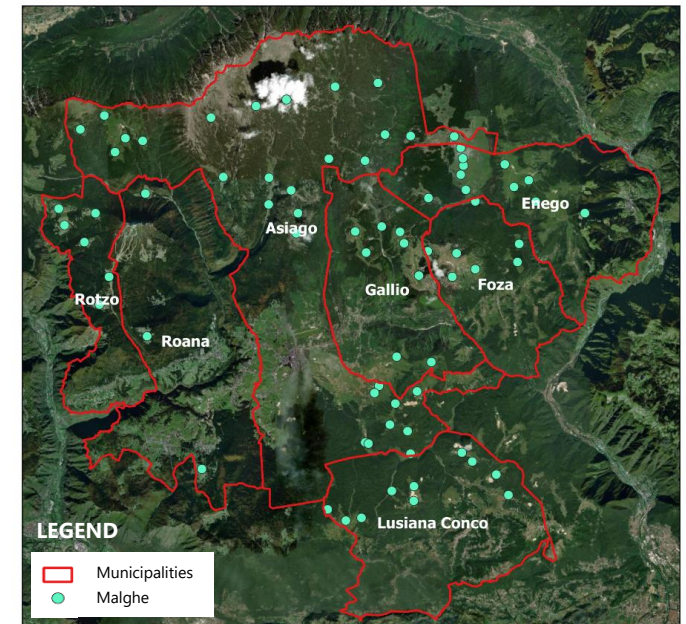 Enego
Asiago
Gallio
Foza
Rotzo
Roana
Lusiana Conco
LEGEND
Municipalities
Malghe